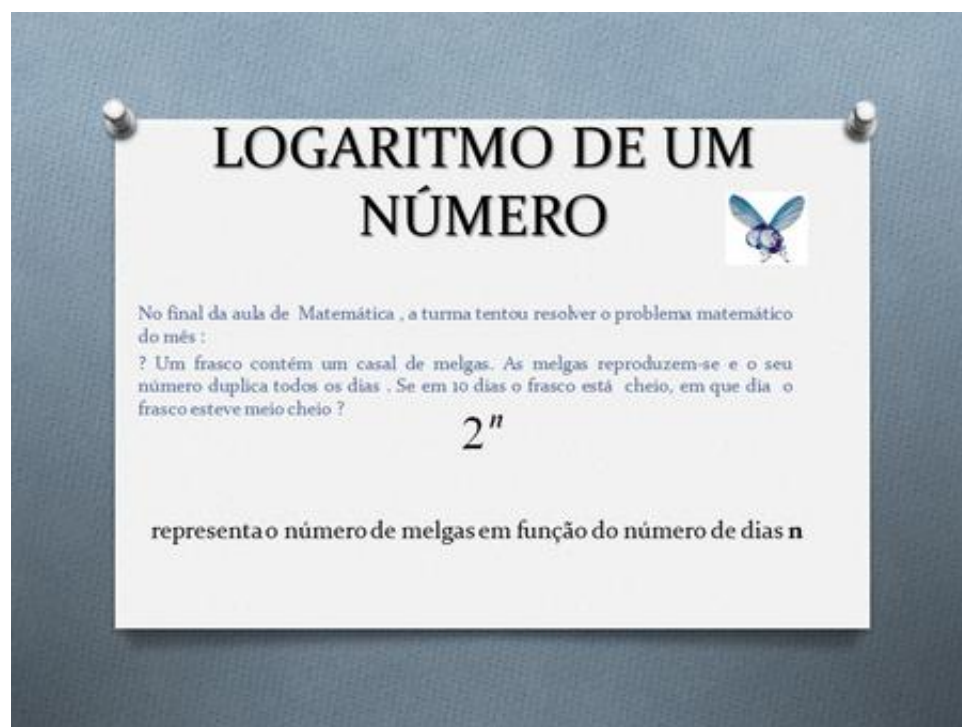 LOGARITMO DE UM
NÚMERO
No final da aula de Matemática , a turma tentou resolver o problema matemático
do mês :
? Um frasco contém um casal de melgas. As melgas reproduzem-se e o seu
número duplica todos os dias . Se em 10 dias o frasco está cheio, em que dia o
frasco esteve meio cheio ?
2ⁿ
representa o número de melgas em função do número de dias n